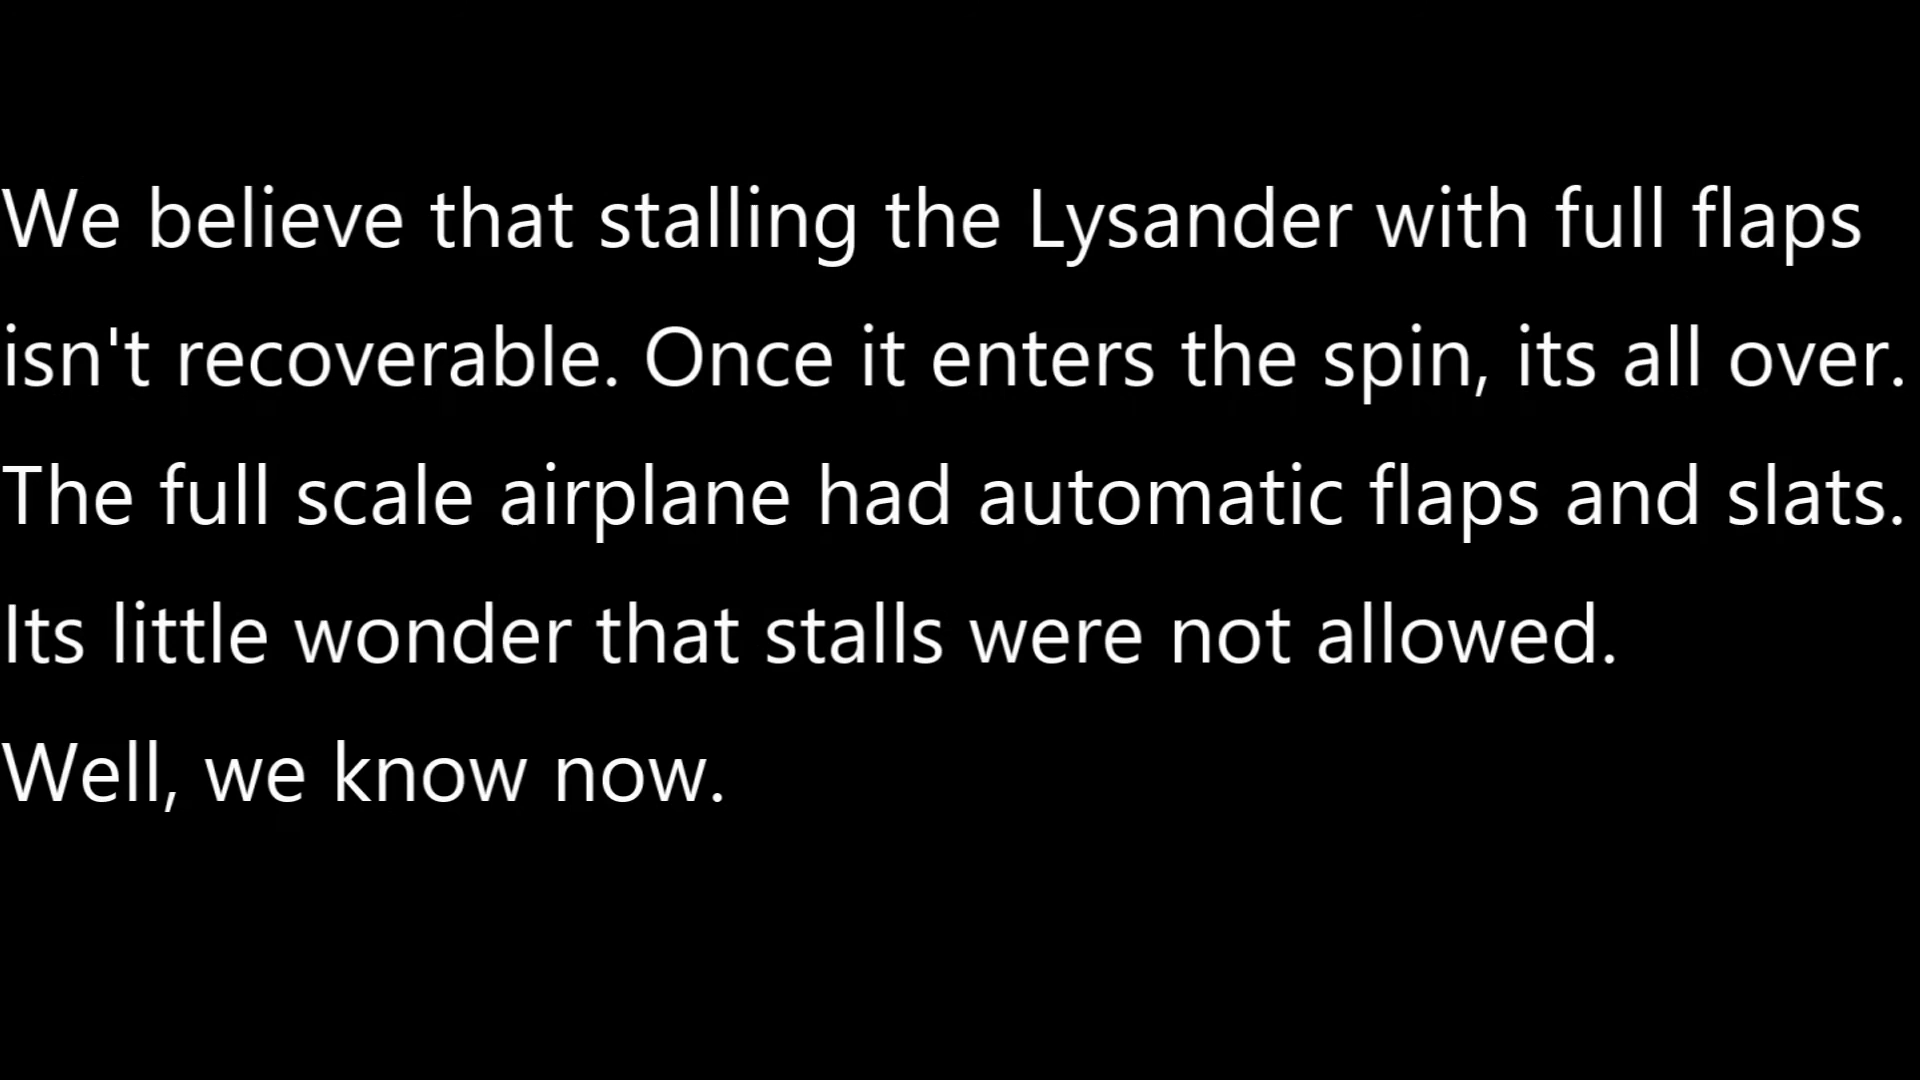 We believe that stalling the Lysander with full flaps
isn't recoverable. Once it enters the spin, its all over.
The full scale airplane had automatic flaps and slats.
Its little wonder that stalls were not allowed.
Well, we know now.